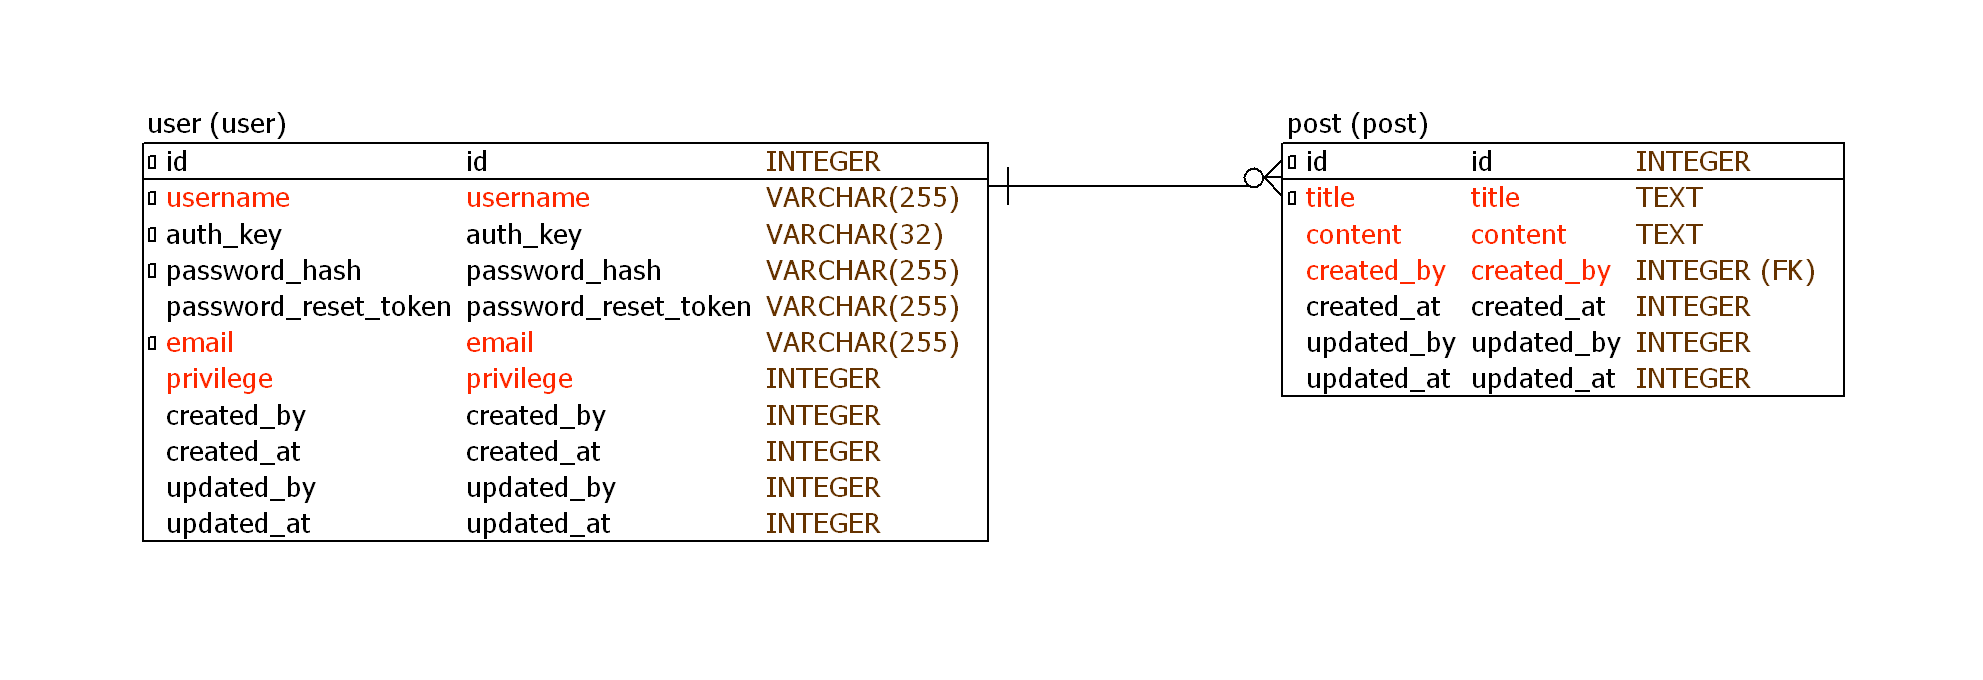 user (user)
id id INTEGER
username username VARCHAR(255)
auth_key auth_key VARCHAR(32)
password_hash password_hash VARCHAR(255)
password_reset_token password_reset_token VARCHAR(255)
email email VARCHAR(255)
privilege privilege INTEGER
created_by created_by INTEGER
created_at created_at INTEGER
updated_by updated_by INTEGER
updated_at updated_at INTEGER
post (post)
id id INTEGER
title title TEXT
content content TEXT
created_by created_by INTEGER (FK)
created_at created_at INTEGER
updated_by updated_by INTEGER
updated_at updated_at INTEGER